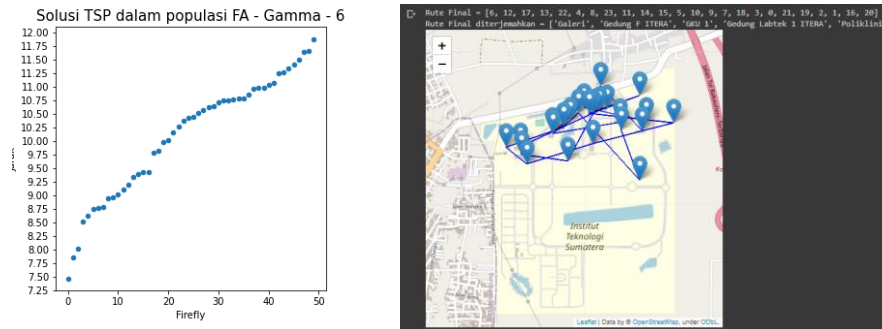 Solusi TSP dalam populasi FA - Gamma - 6
12.00
11.75
11.50
11.25
11.00
10.75
10.50
10.25
10.00
9.75
9.50
9.25
9.00
8.75
8.50
8.25
8.00
7.75
7.50
7.25
0 10 20 30 40 50
Firefly
Rute Final = [6, 12, 17, 13, 22, 4, 8, 23, 11, 14, 15, 5, 10, 9, 7, 18, 3, 0, 21, 19, 2, 1, 16, 20]
Rute Final diterjemahkan = ['Galeri', 'Gedung F ITERA', 'GKU 1', 'Gedung Labtek 1 ITERA', 'Poliklini
+
−
Institut
Teknologi
Sumatera
Leaflet | Data by © OpenStreetMap, under ODbL.